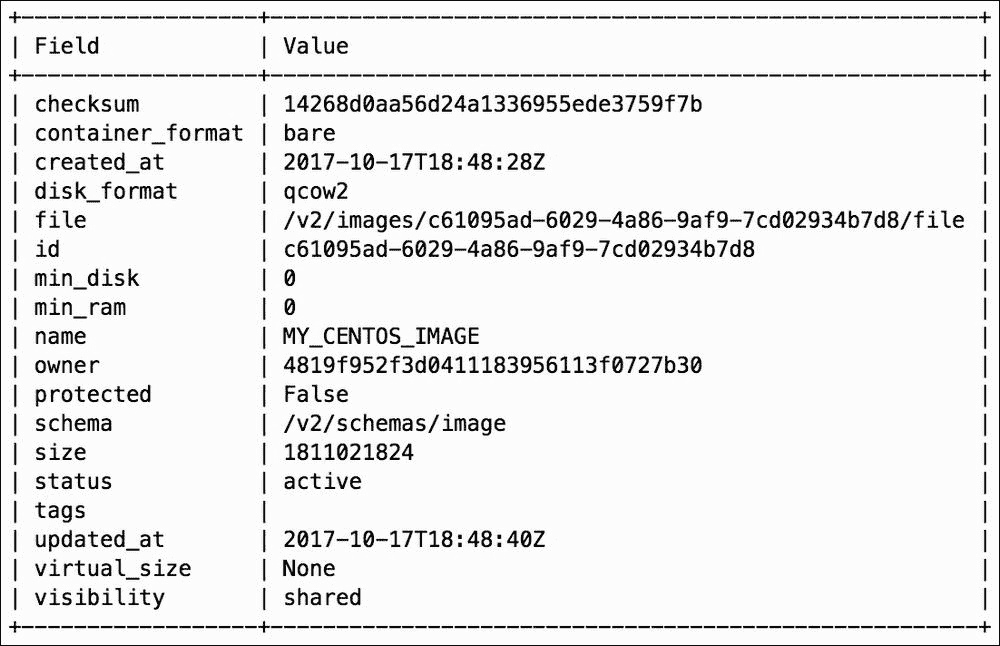 +------------------+------------------------------------------------------+
| Field            | Value                                                |
+------------------+------------------------------------------------------+
| checksum         | 14268d0aa56d24a1336955ede3759f7b                     |
| container_format | bare                                                 |
| created_at       | 2017-10-17T18:48:28Z                                 |
| disk_format      | qcow2                                                |
| file             | /v2/images/c61095ad-6029-4a86-9af9-7cd02934b7d8/file |
| id               | c61095ad-6029-4a86-9af9-7cd02934b7d8                 |
| min_disk         | 0                                                    |
| min_ram          | 0                                                    |
| name             | MY_CENTOS_IMAGE                                      |
| owner            | 4819f952f3d0411183956113f0727b30                     |
| protected        | False                                                |
| schema           | /v2/schemas/image                                    |
| size             | 1811021824                                           |
| status           | active                                               |
| tags             |                                                      |
| updated_at       | 2017-10-17T18:48:40Z                                 |
| virtual_size     | None                                                 |
| visibility       | shared                                               |
+------------------+------------------------------------------------------+